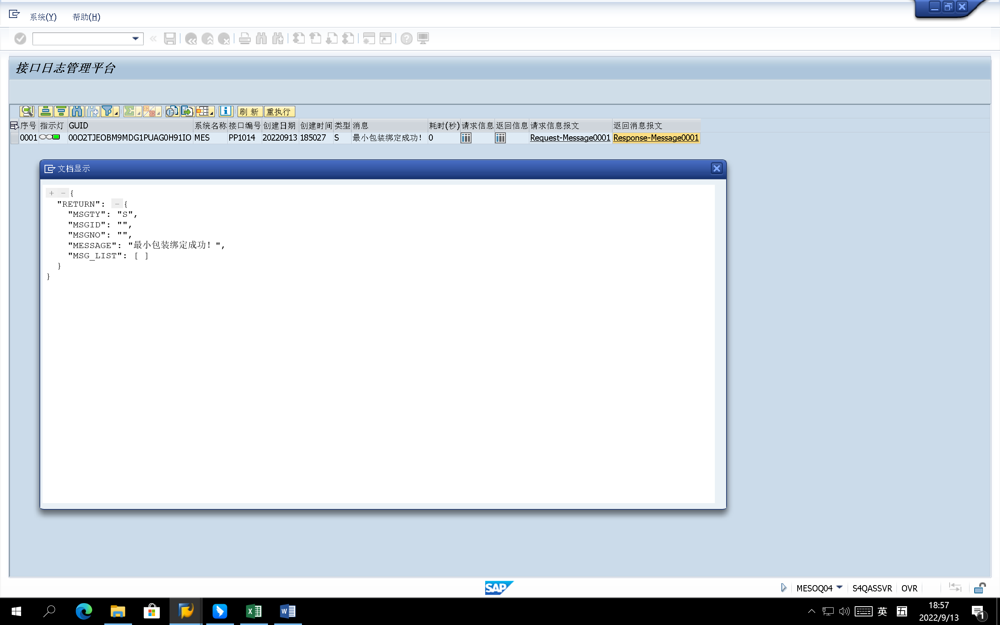 系统(Y) 帮助(H)
接口日志管理平台
刷 新 重执行
序号 指示灯 GUID 系统名称 接口编号 创建日期 创建时间 类型 消息 耗时(秒) 请求信息 返回信息 请求信息报文 返回消息报文
0001 00O2TJEOBM9MDG1PUAG0H91IO MES PP1014 20220913 185027 S 最小包装绑定成功! 0 Request-Message0001 Response-Message0001
文档显示
+ - {
"RETURN": - {
"MSGTY": "S",
"MSGID": "",
"MSGNO": "",
"MESSAGE": "最小包装绑定成功! ",
"MSG_LIST": [ ]
}
}
SAP MESOQ04 S4QASSVR OVR
英 五 18:57
2022/9/13 1